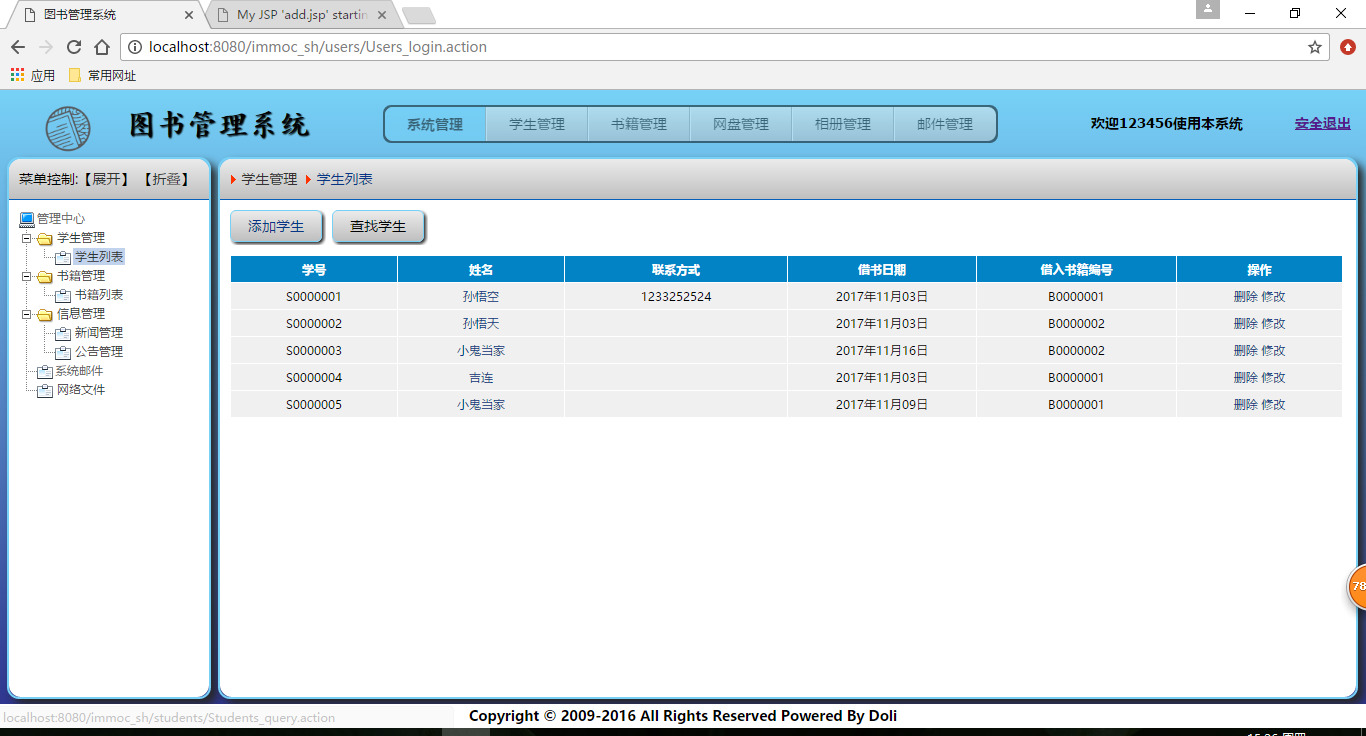 图书管理系统
My JSP 'add.jsp' startin
localhost:8080/immoc_sh/users/Users_login.action
应用 常用网址
图书管理系统
系统管理 学生管理 书籍管理 网盘管理 相册管理 邮件管理
欢迎123456使用本系统 安全退出
菜单控制:【展开】 【折叠】
管理中心
学生管理
学生列表
书籍管理
书籍列表
信息管理
新闻管理
公告管理
系统邮件
网络文件
学生管理 学生列表
添加学生 查找学生
学号 姓名 联系方式 借书日期 借入书籍编号 操作
S0000001 孙悟空 1233252524 2017年11月03日 B0000001 删除 修改
S0000002 孙悟天 2017年11月03日 B0000002 删除 修改
S0000003 小鬼当家 2017年11月16日 B0000002 删除 修改
S0000004 吉连 2017年11月03日 B0000001 删除 修改
S0000005 小鬼当家 2017年11月09日 B0000001 删除 修改
78
localhost:8080/immoc_sh/students/Students_query.action
Copyright © 2009-2016 All Rights Reserved Powered By Doli